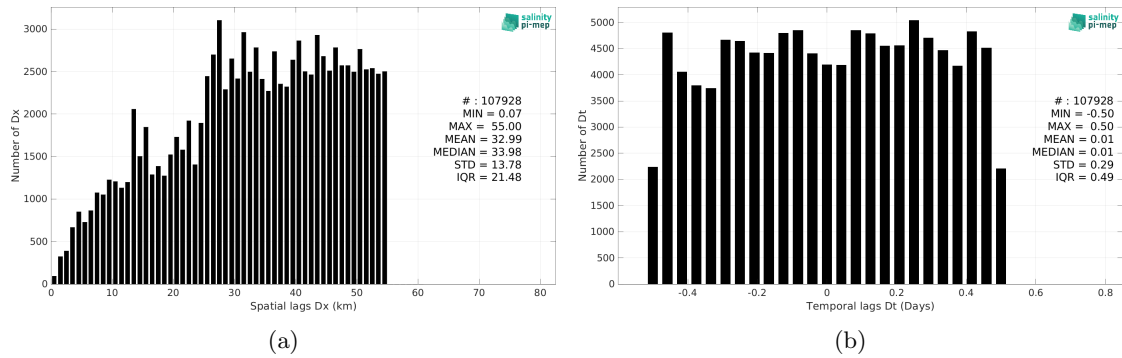 salinity
pi-mep
3000
2500
2000
1500
1000
500
0
Number of Dx
# : 107928
MIN = 0.07
MAX = 55.00
MEAN = 32.99
MEDIAN = 33.98
STD = 13.78
IQR = 21.48
0 10 20 30 40 50 60 70 80
Spatial lags Dx (km)
(a)
salinity
pi-mep
5000
4500
4000
3500
3000
2500
2000
1500
1000
500
0
Number of Dt
# : 107928
MIN = -0.50
MAX = 0.50
MEAN = 0.01
MEDIAN = 0.01
STD = 0.29
IQR = 0.49
-0.4 -0.2 0 0.2 0.4 0.6 0.8
Temporal lags Dt (Days)
(b)